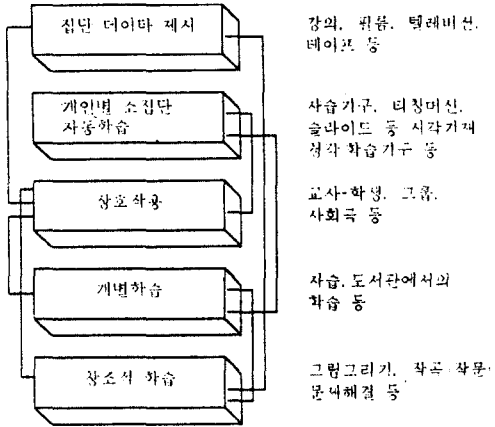 집단 데이타 제시
강의, 필름, 텔레비젼,
테이프 등
개인별 소집단
자동학습
자습기구, 티칭머신,
슬라이드 등 시각기재
청각학습기구 등
상호작용
교사-학생, 그룹,
사회극 등
개별학습
자습, 도서관에서의
학습 등
창조적 학습
그림그리기, 작곡·작문
문제해결 등